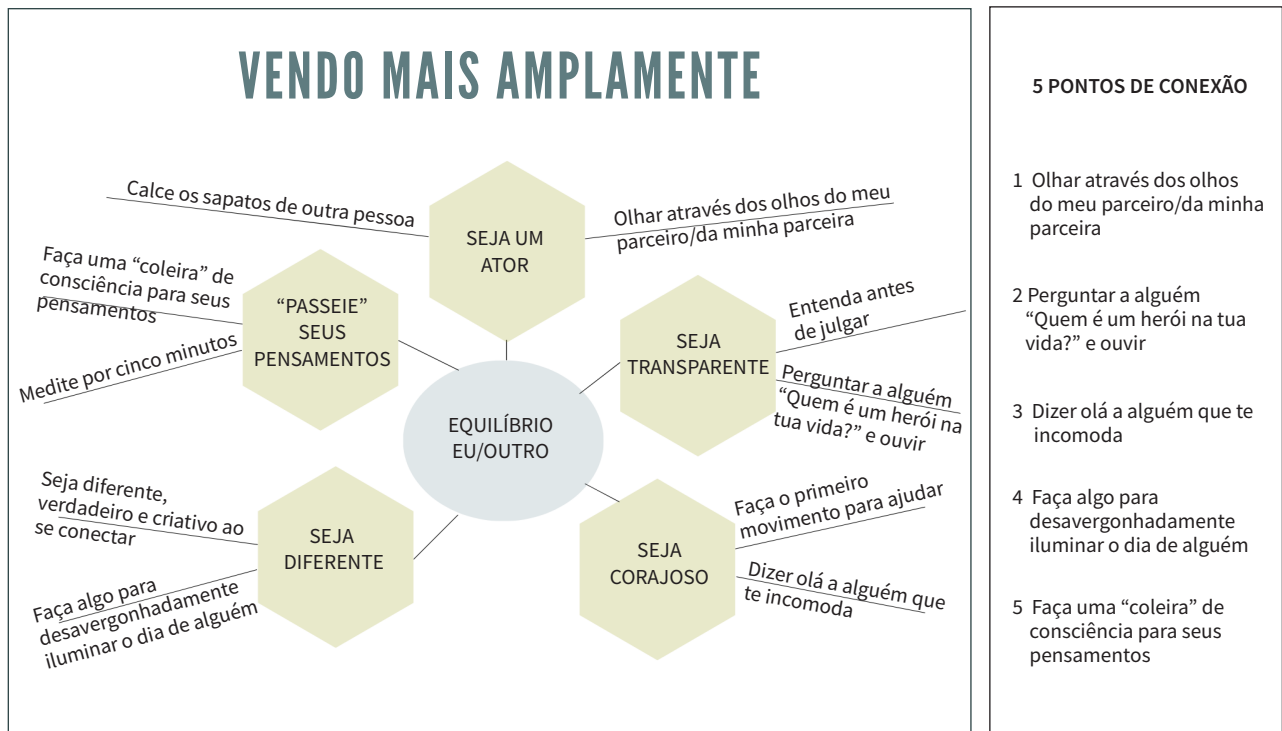 VENDO MAIS AMPLAMENTE
Calce os sapatos de outra pessoa
SEJA UM
ATOR
Olhar através dos olhos do meu
parceiro/da minha parceira
Faça uma “coleira” de
consciência para seus
pensamentos
Medite por cinco minutos
“PASSEIE”
SEUS
PENSAMENTOS
SEJA
TRANSPARENTE
Entenda antes
de julgar
Perguntar a alguém
“Quem é um herói na
tua vida?” e ouvir
EQUILÍBRIO
EU/OUTRO
Seja diferente,
verdadeiro e criativo ao
se conectar
Faça algo para
desavergonhadamente
iluminar o dia de alguém
SEJA
DIFERENTE
SEJA
CORAJOSO
Faça o primeiro
movimento para ajudar
Dizer olá a alguém que
te incomoda
5 PONTOS DE CONEXÃO
1 Olhar através dos olhos
do meu parceiro/da minha
parceira
2 Perguntar a alguém
“Quem é um herói na tua
vida?” e ouvir
3 Dizer olá a alguém que te
incomoda
4 Faça algo para
desavergonhadamente
iluminar o dia de alguém
5 Faça uma “coleira” de
consciência para seus
pensamentos